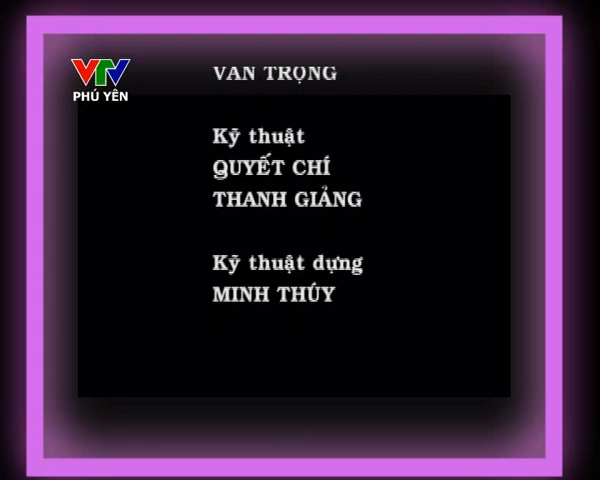 VTV
PHÚ YÊN
VAN TRỌNG
Kỹ thuật
QUYẾT CHÍ
THANH GIẢNG
Kỹ thuật dựng
MINH THÚY